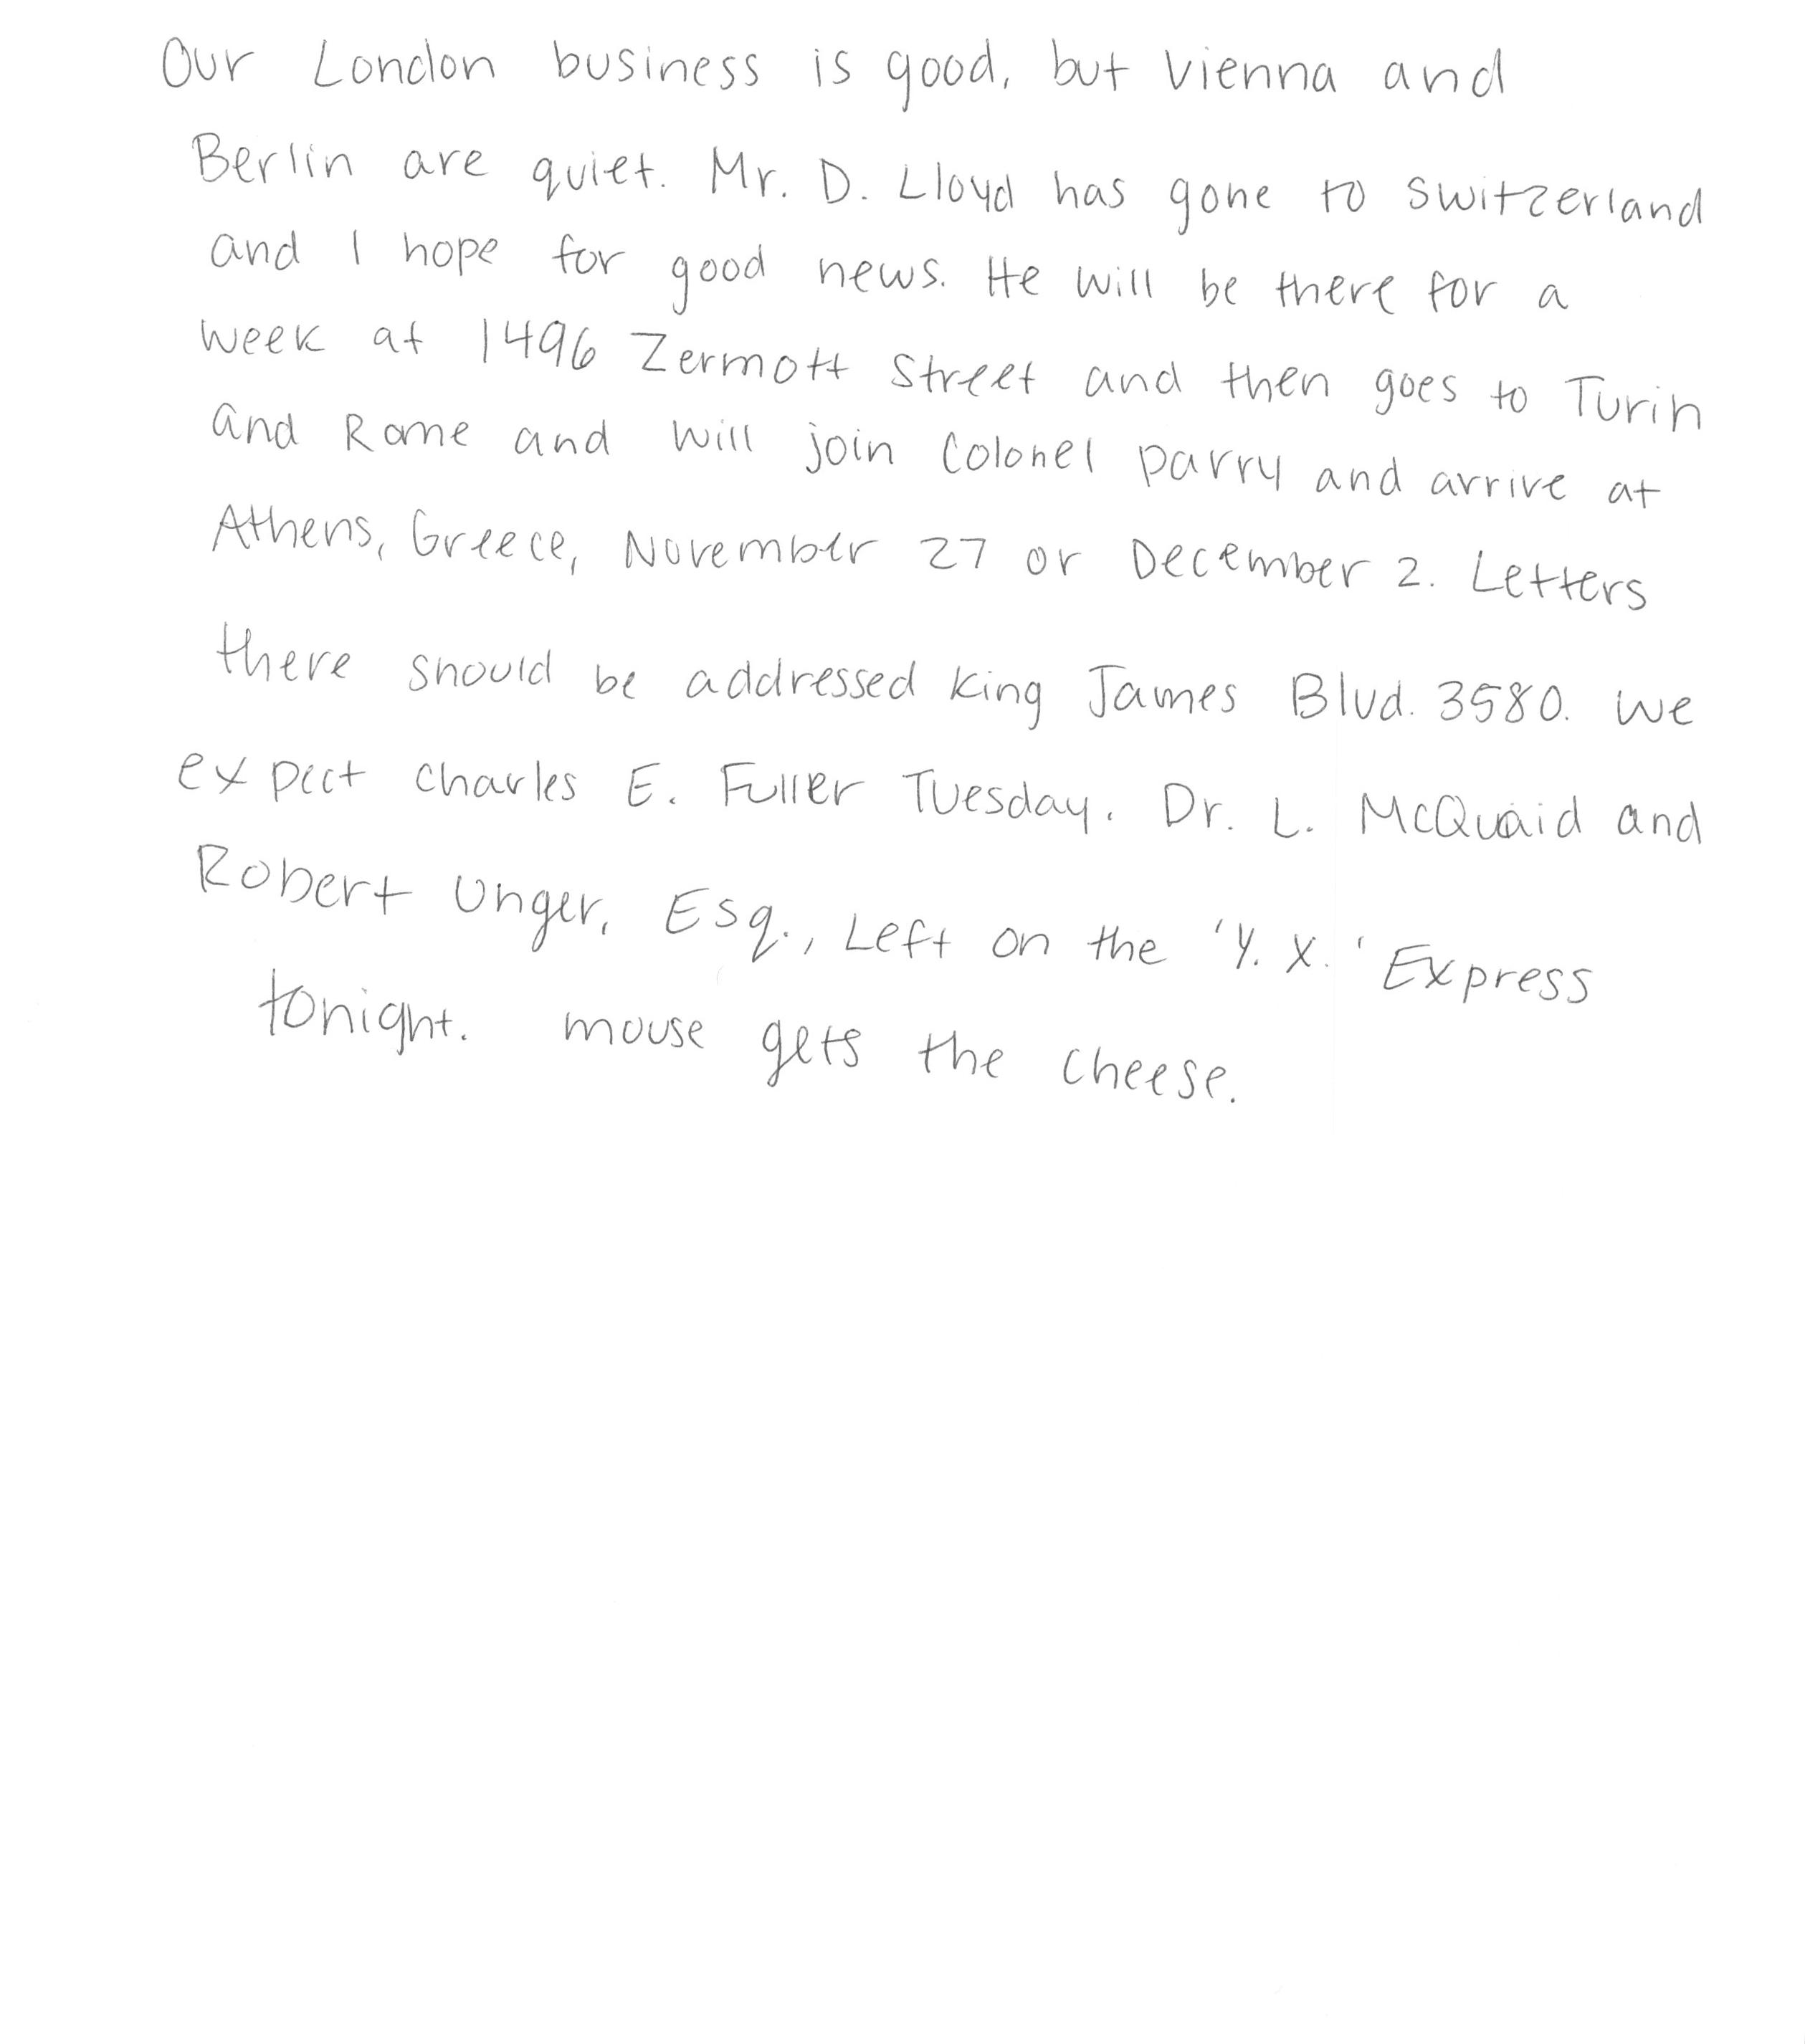 Our London business is good, but Vienna and
Berlin are quiet. Mr. D. Lloyd has gone to Switzerland
and I hope for good news. He will be there for a
week at 1496 Zermott Street and then goes to Turin
and Rome and will join Colonel Parry and arrive at
Athens, Greece, November 27 or December 2. Letters
there should be addressed King James Blvd. 3580. We
expect Charles E. Fuller Tuesday. Dr. L. McQuaid and
Robert Unger, Esq., Left on the 'Y. X.' Express
tonight. mouse gets the cheese.